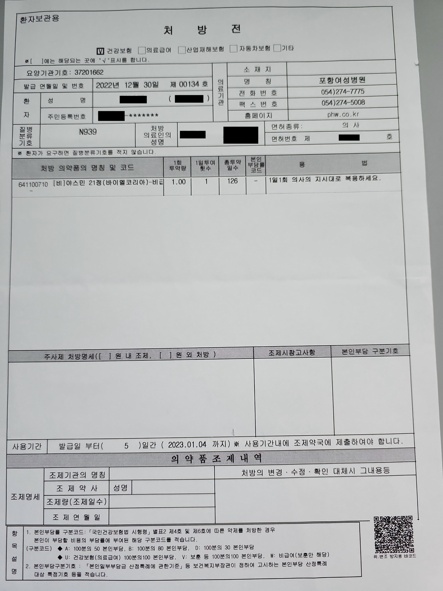 환자보관용
처 방 전
☑건강보험 □의료급여 □산업재해보험 □자동차보험 □기타
※[ ]에는 해당되는 곳에 "√"표시를 합니다.
요양기관기호: 37201662
발급 연월일 및 번호 2022년 12월 30일 제 00134 호
의료기관
소 재 지
명 칭 포항여성병원
전 화 번 호 054)274-7775
팩 스 번 호 054)274-5008
홈페이지 phw.co.kr
환자
성 명 ( )
주민등록번호 -*******
질병분류기호 N939
처방의료인의 성명
면허종류: 의 사
면허번호 제 호
※ 환자가 요구하면 질병분류기호를 적지 않습니다.
처방 의약품의 명칭 및 코드 1회투약량 1일투여횟수 총투약일수 본인부담률코드 용 법
641100710 [비]야스민 21정(바이엘코리아)-비급 1.00 1 126 - 1일1회 의사의 지시대로 복용하세요.
주사제 처방명세([ ] 원내조제, [ ] 원외처방) 조제시참고사항 본인부담 구분기호
사용기간 발급일 부터( 5 )일간 ( 2023.01.04 까지) ※ 사용기간내에 조제약국에 제출하여야 합니다.
의약품조제내역
조제명세
조제기관의 명칭
처방의 변경·수정·확인 대체시 그내용등
조 제 약 사 성명
조제량(조제일수)
조 제 연월일
항목설명
1. 본인부담률 구분코드:「국민건강보험법 시행령」별표2 제4호 및 제6호에 따른 약제를 처방한 경우
본인이 부담할 비용의 부담률에 부여된 해당 구분코드를 적습니다.
(구분코드) ◆ A: 100분의 50 본인부담, B: 100분의 80 본인부담, D: 100분의 30 본인부담
◆ U: 건강보험(의료급여) 100분의100 본인부담, V: 보훈 등 100분의100 본인부담, W: 비급여(보훈만 해당)
2. 본인부담구분기호:「본인일부부담금 산정특례에 관한기준」등 보건복지부장관이 정하여 고시하는 본인부담 산정특례
대상 특정기호 등을 적습니다.